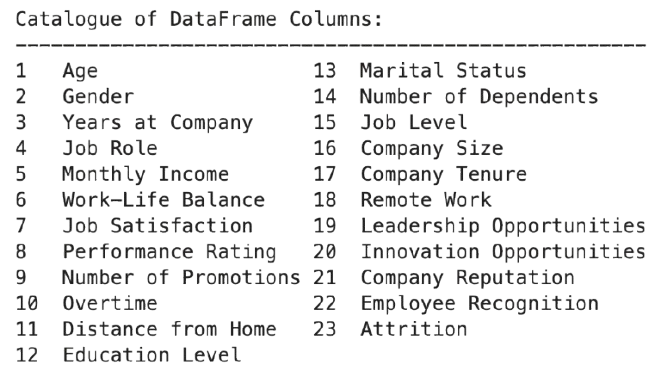 Catalogue of DataFrame Columns:
------------------------------------------------------
1 Age 13 Marital Status
2 Gender 14 Number of Dependents
3 Years at Company 15 Job Level
4 Job Role 16 Company Size
5 Monthly Income 17 Company Tenure
6 Work-Life Balance 18 Remote Work
7 Job Satisfaction 19 Leadership Opportunities
8 Performance Rating 20 Innovation Opportunities
9 Number of Promotions 21 Company Reputation
10 Overtime 22 Employee Recognition
11 Distance from Home 23 Attrition
12 Education Level